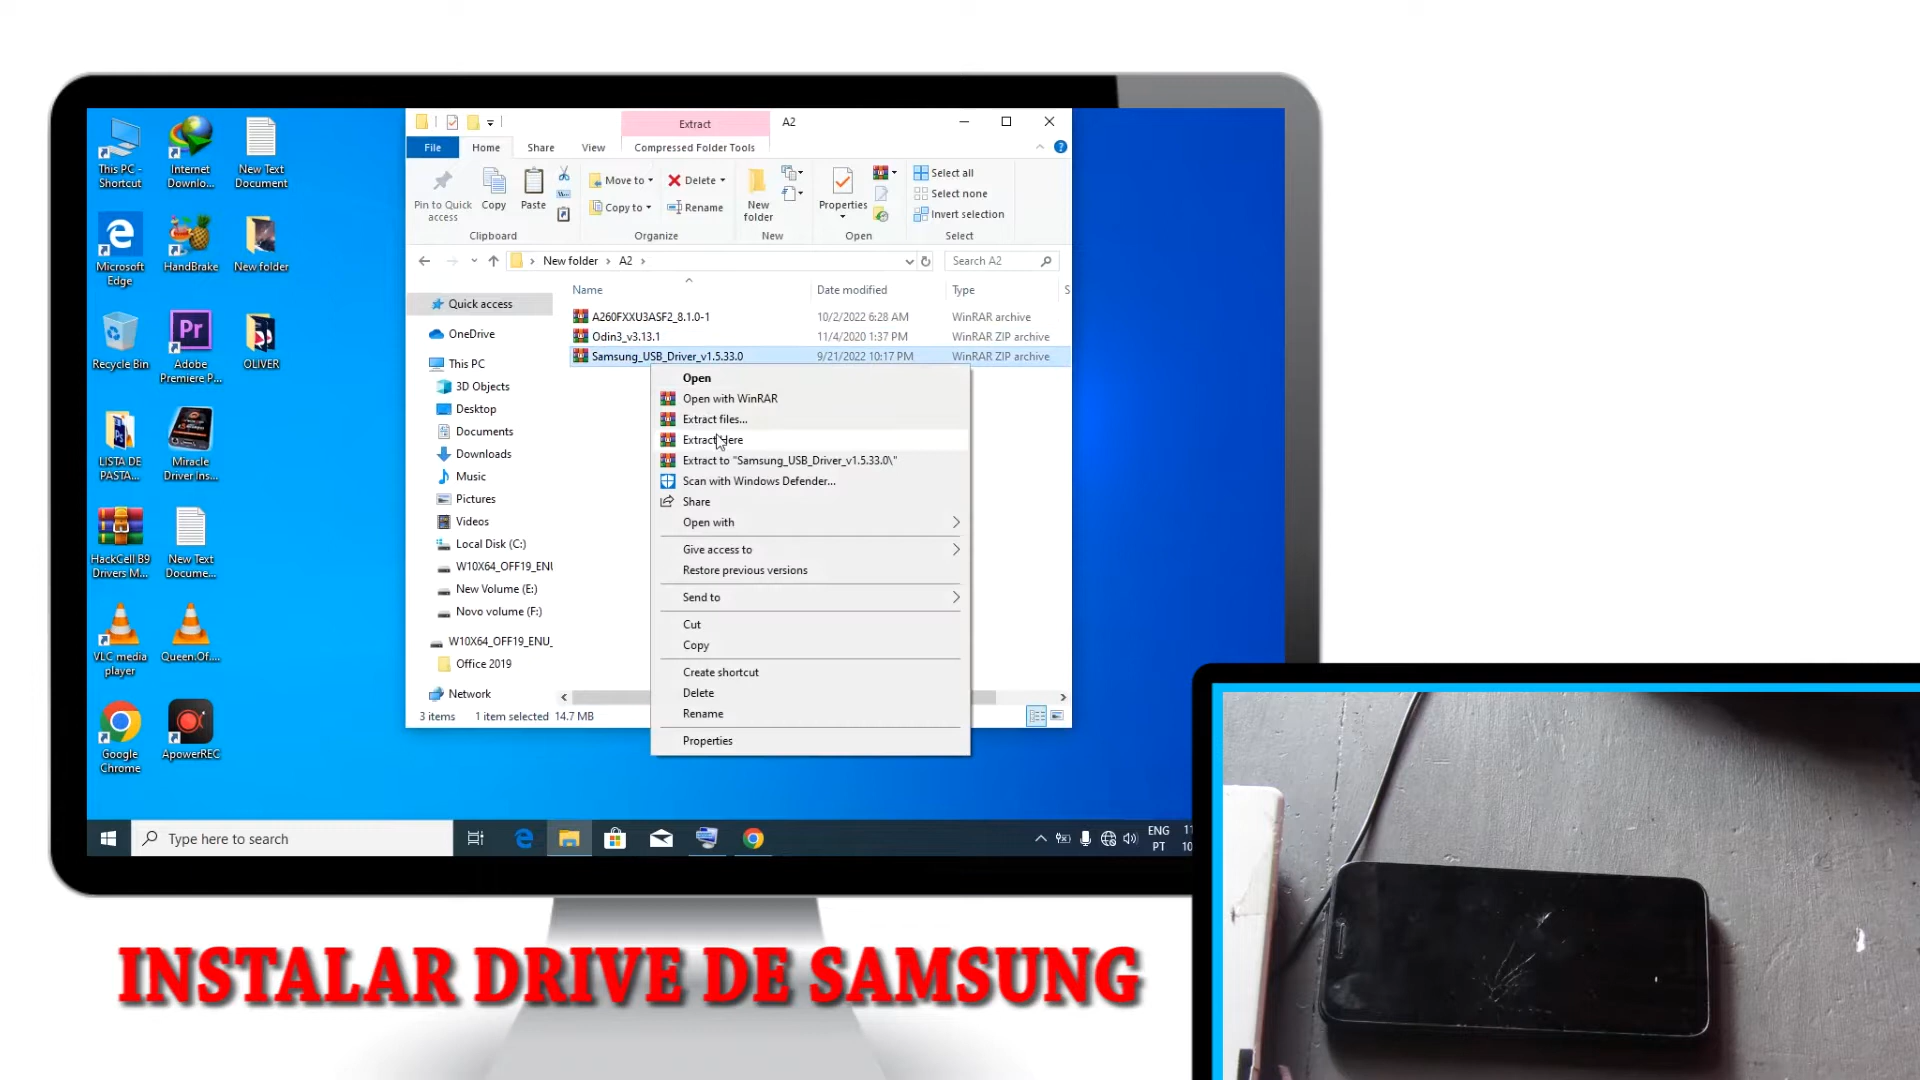 This PC -
Shortcut
Internet
Downlo...
New Text
Document
Microsoft
Edge
HandBrake
New folder
Recycle Bin
Adobe
Premiere P...
OLIVER
LISTA DE
PASTA...
Miracle
Driver Ins...
HackCell B9
Drivers M...
New Text
Docume...
VLC media
player
Queen.Of....
Google
Chrome
ApowerREC
Extract
A2
File
Home
Share
View
Compressed Folder Tools
Pin to Quick
access
Copy
Paste
Move to
Copy to
Delete
Rename
New
folder
Properties
Select all
Select none
Invert selection
Clipboard
Organize
New
Open
Select
New folder
A2
Search A2
Name
Date modified
Type
S
A260FXXU3ASF2_8.1.0-1
10/2/2022 6:28 AM
WinRAR archive
Odin3_v3.13.1
11/4/2020 1:37 PM
WinRAR ZIP archive
Samsung_USB_Driver_v1.5.33.0
9/21/2022 10:17 PM
WinRAR ZIP archive
Quick access
OneDrive
This PC
3D Objects
Desktop
Documents
Downloads
Music
Pictures
Videos
Local Disk (C:)
W10X64_OFF19_ENU
New Volume (E:)
Novo volume (F:)
W10X64_OFF19_ENU_
Office 2019
Network
Open
Open with WinRAR
Extract files...
Extract Here
Extract to "Samsung_USB_Driver_v1.5.33.0\"
Scan with Windows Defender...
Share
Open with
Give access to
Restore previous versions
Send to
Cut
Copy
Create shortcut
Delete
Rename
Properties
3 items
1 item selected
14.7 MB
Type here to search
ENG
PT
11
10
INSTALAR DRIVE DE SAMSUNG